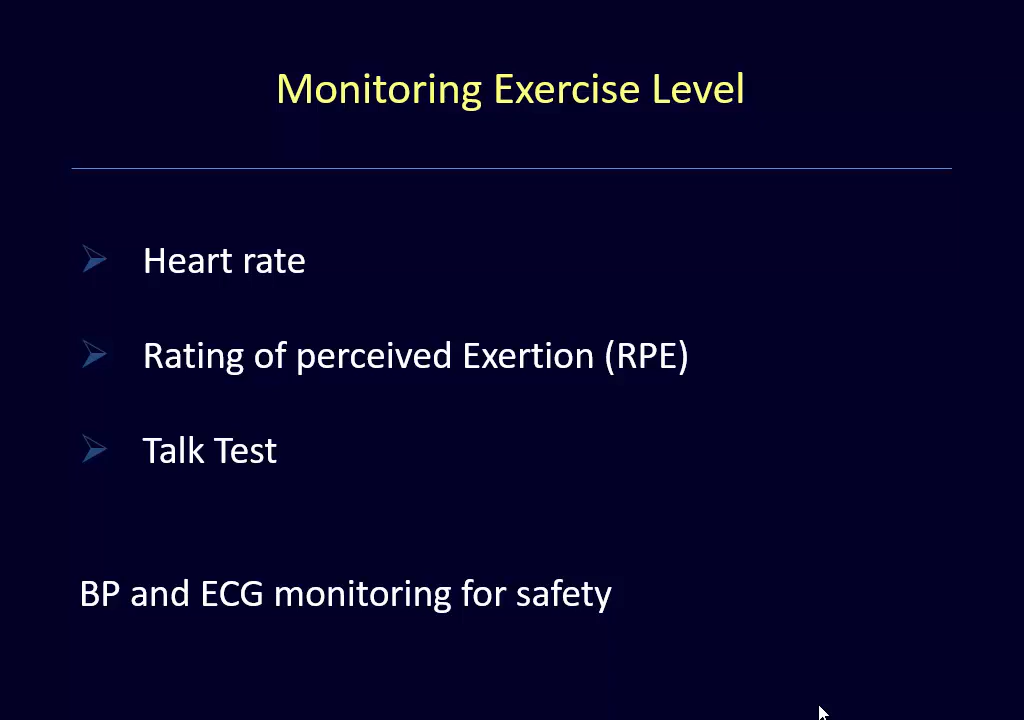 Monitoring Exercise Level
Heart rate
Rating of perceived Exertion (RPE)
Talk Test
BP and ECG monitoring for safety